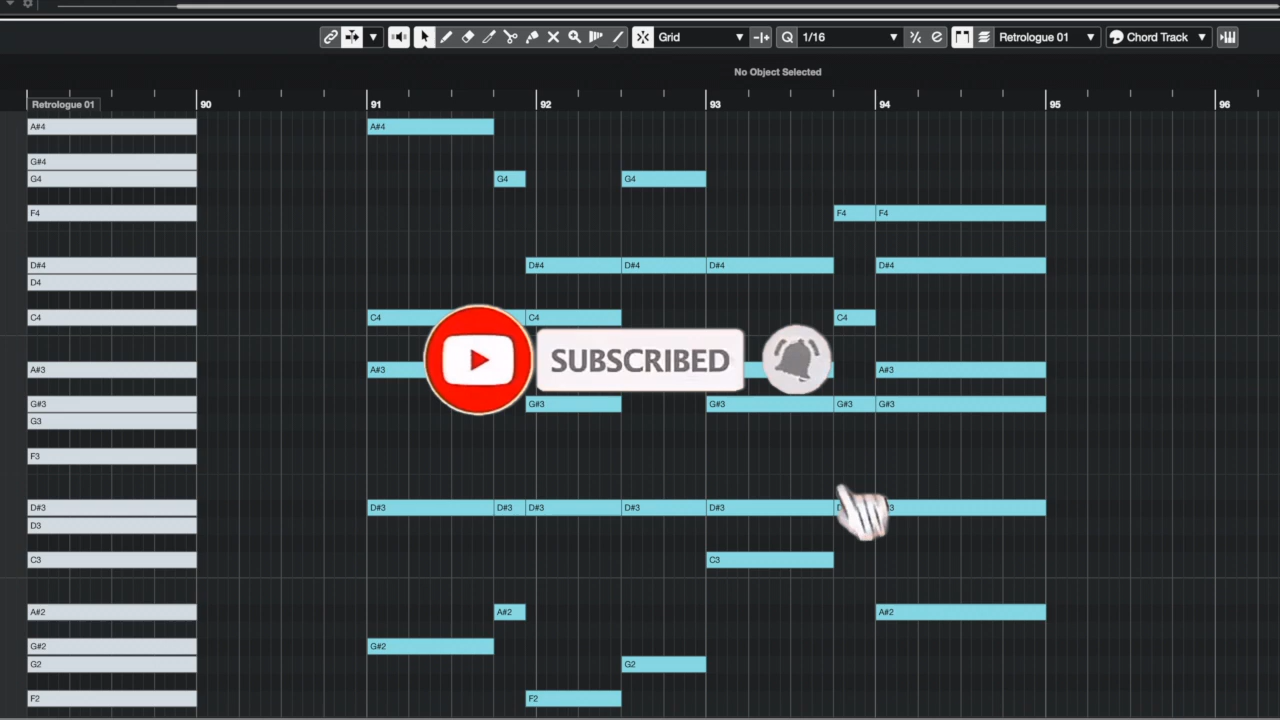 Grid 1/16 Retrologue 01 Chord Track
No Object Selected
Retrologue 01 90 91 92 93 94 95 96
A#4 A#4
G#4
G4 G4 G4
F4 F4 F4
D#4 D#4 D#4 D#4 D#4
D4
C4 C4 C4 C4
SUBSCRIBED
A#3 A#3 A#3
G#3 G#3 G#3 G#3 G#3
G3
F3
D#3 D#3 D#3 D#3 D#3 D#3
D3
C3 C3
A#2 A#2 A#2
G#2 G#2
G2 G2
F2 F2